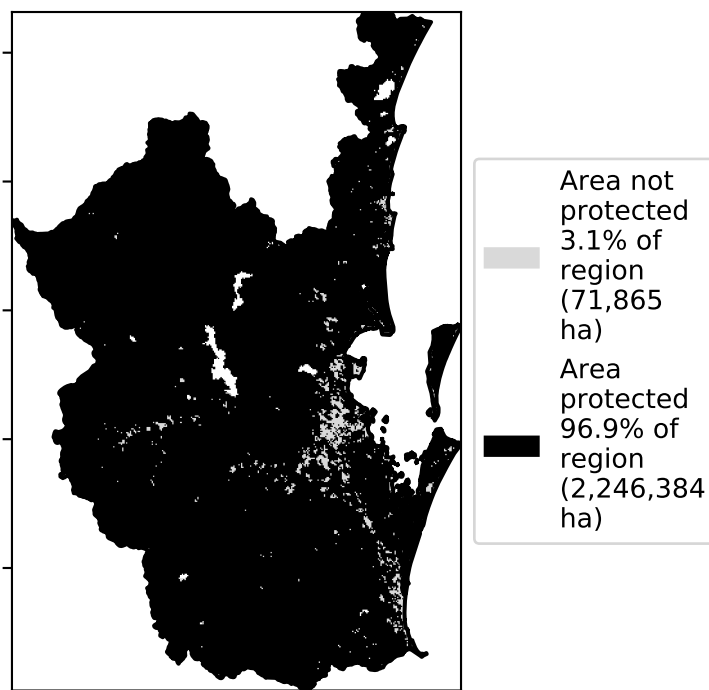 Area not
protected
3.1% of
region
(71,865
ha)
Area
protected
96.9% of
region
(2,246,384
ha)